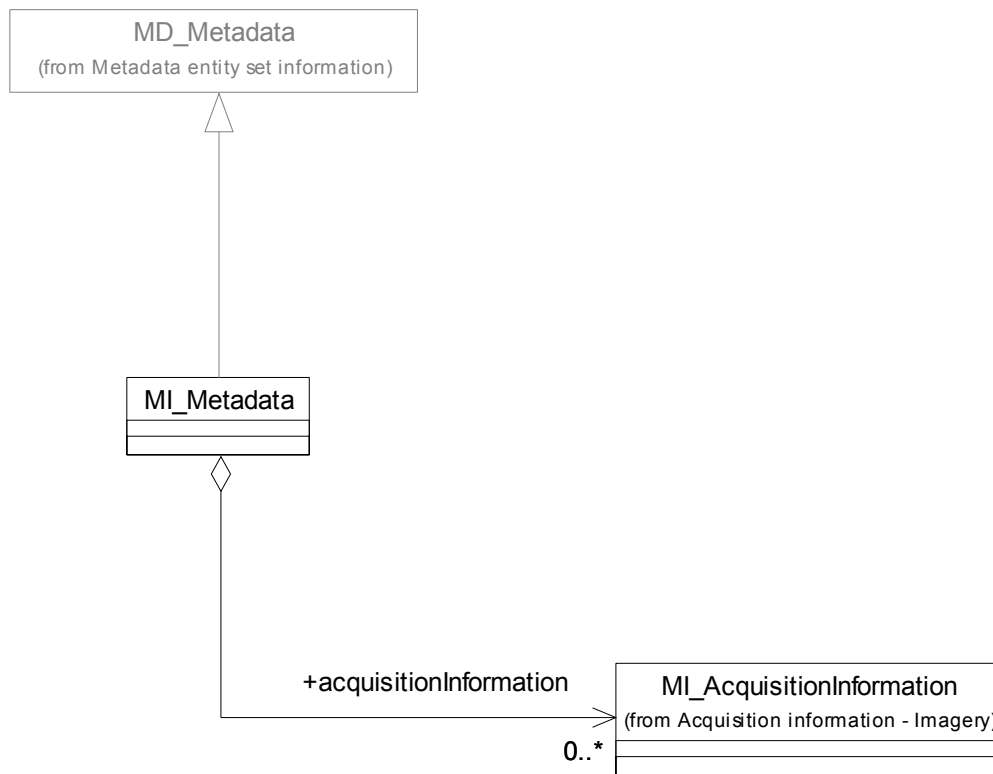 MD_Metadata
(from Metadata entity set information)
MI_Metadata
+acquisitionInformation
MI_AcquisitionInformation
(from Acquisition information - Imagery)
0..*